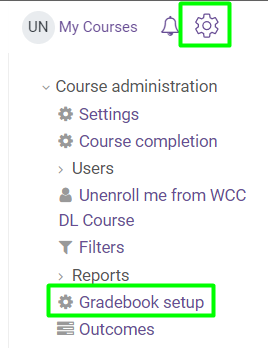 UN My Courses
Course administration
Settings
Course completion
Users
Unenroll me from WCC
DL Course
Filters
Reports
Gradebook setup
Outcomes